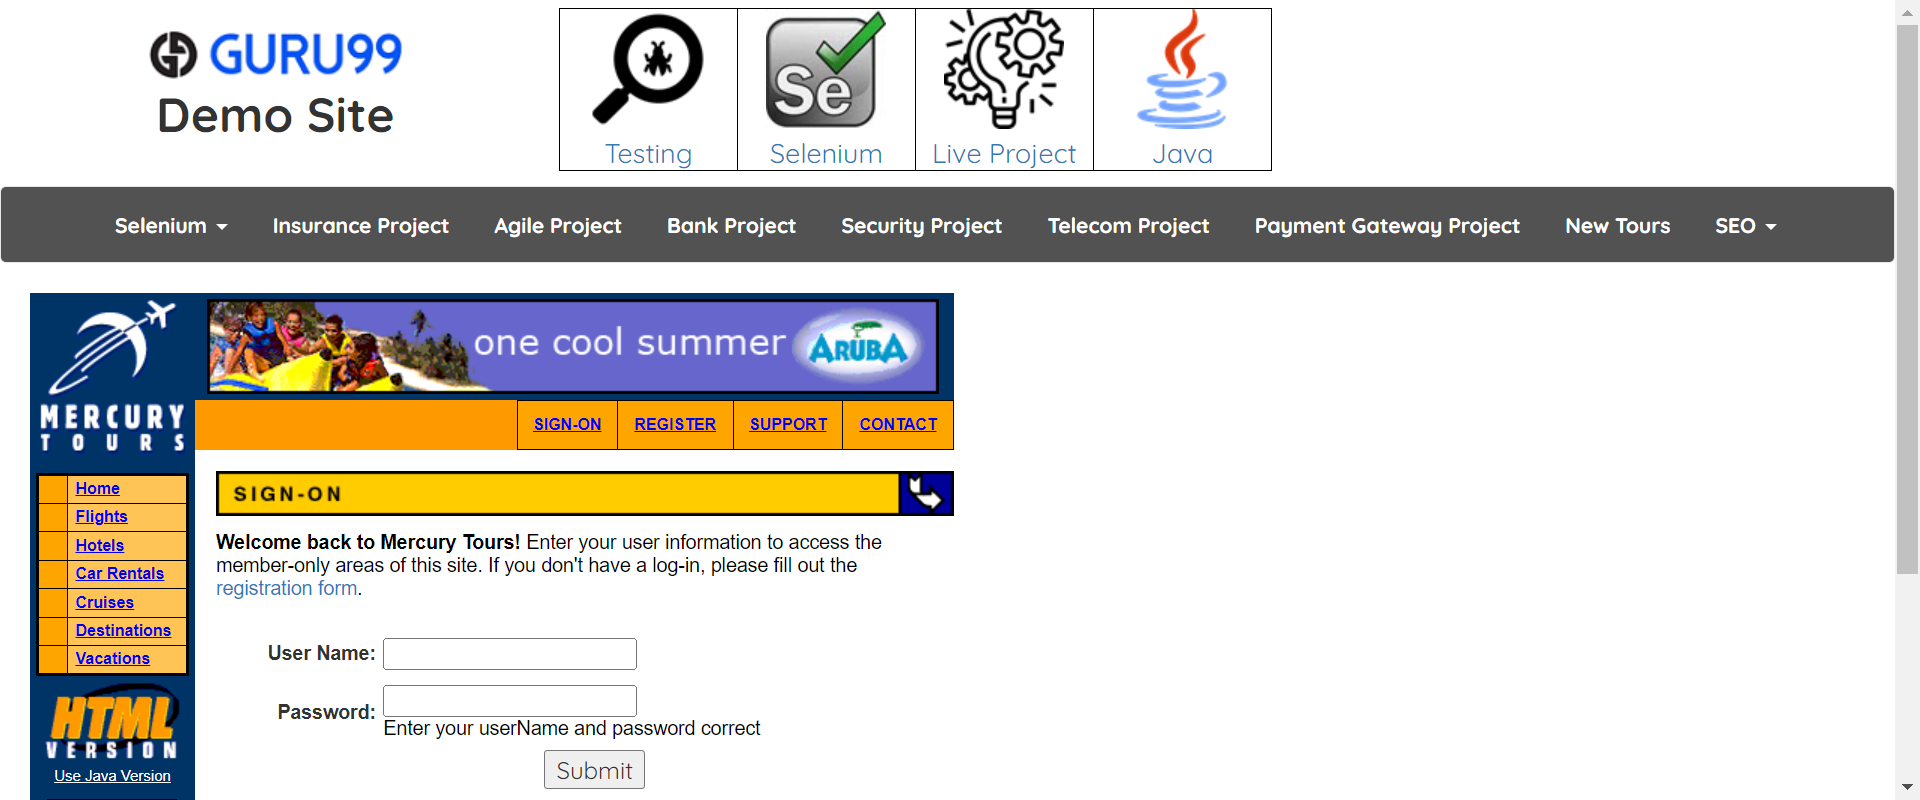 GURU99
Demo Site
Testing
Se
Selenium
Live Project
Java
Selenium
Insurance Project
Agile Project
Bank Project
Security Project
Telecom Project
Payment Gateway Project
New Tours
SEO
MERCURY
TOURS
one cool summer
ARUBA
SIGN-ON
REGISTER
SUPPORT
CONTACT
Home
Flights
Hotels
Car Rentals
Cruises
Destinations
Vacations
HTML
VERSION
Use Java Version
SIGN-ON
Welcome back to Mercury Tours! Enter your user information to access the
member-only areas of this site. If you don't have a log-in, please fill out the
registration form.
User Name:
Password:
Enter your userName and password correct
Submit